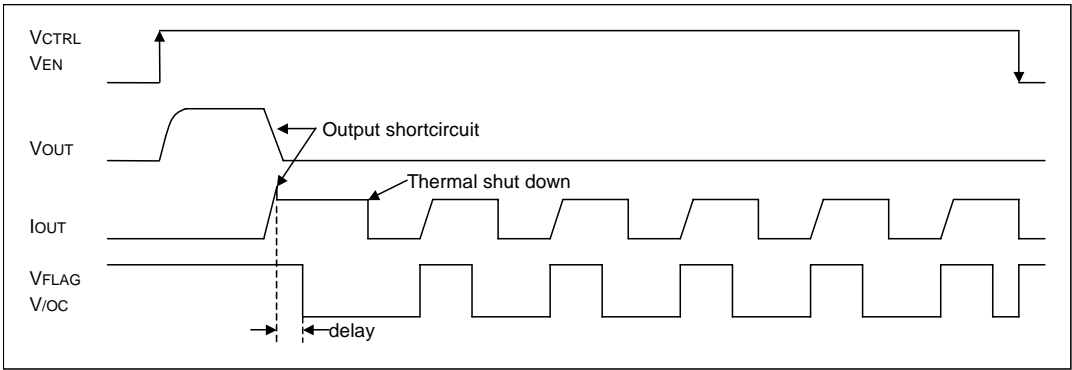 VCTRL
VEN
Output shortcircuit
VOUT
Thermal shut down
IOUT
VFLAG
V/OC
delay